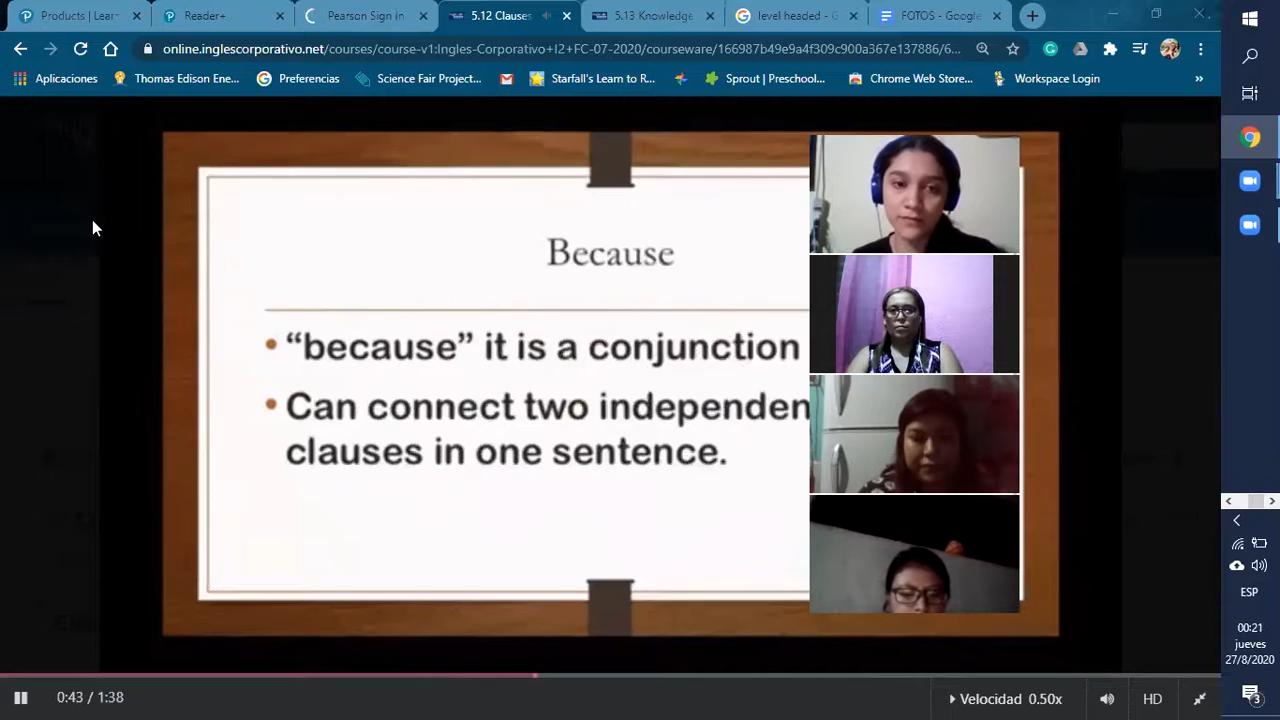 Products | Learn
Reader+
Pearson Sign in
5.12 Clauses
5.13 Knowledge
level headed - G
FOTOS - Google
online.inglescorporativo.net/courses/course-v1:Ingles-Corporativo+I2+FC-07-2020/courseware/166987b49e9a4f309c900a367e137886/6...
Aplicaciones
Thomas Edison Ene...
Preferencias
Science Fair Project...
Starfall's Learn to R...
Sprout | Preschool...
Chrome Web Store...
Workspace Login
»
Because
• “because” it is a conjunction
• Can connect two independen
clauses in one sentence.
0:43 / 1:38
Velocidad 0.50x
HD
ESP
00:21
jueves
27/8/2020
3